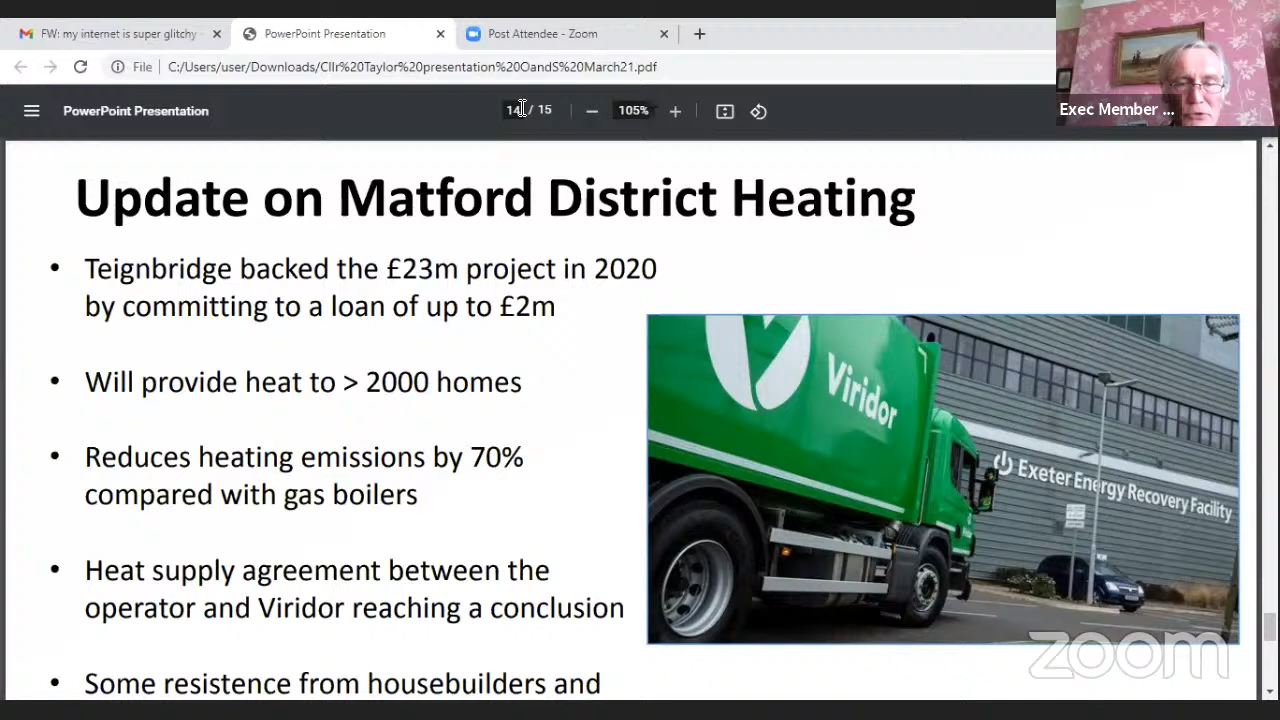 FW: my internet is super glitchy
PowerPoint Presentation
Post Attendee - Zoom
File
C:/Users/user/Downloads/Cllr%20Taylor%20presentation%20OandS%20March21.pdf
Exec Member ...
PowerPoint Presentation
14 / 15
105%
Update on Matford District Heating
• Teignbridge backed the £23m project in 2020
by committing to a loan of up to £2m
• Will provide heat to > 2000 homes
• Reduces heating emissions by 70%
compared with gas boilers
• Heat supply agreement between the
operator and Viridor reaching a conclusion
• Some resistence from housebuilders and
Viridor
Exeter Energy Recovery Facility
zoom